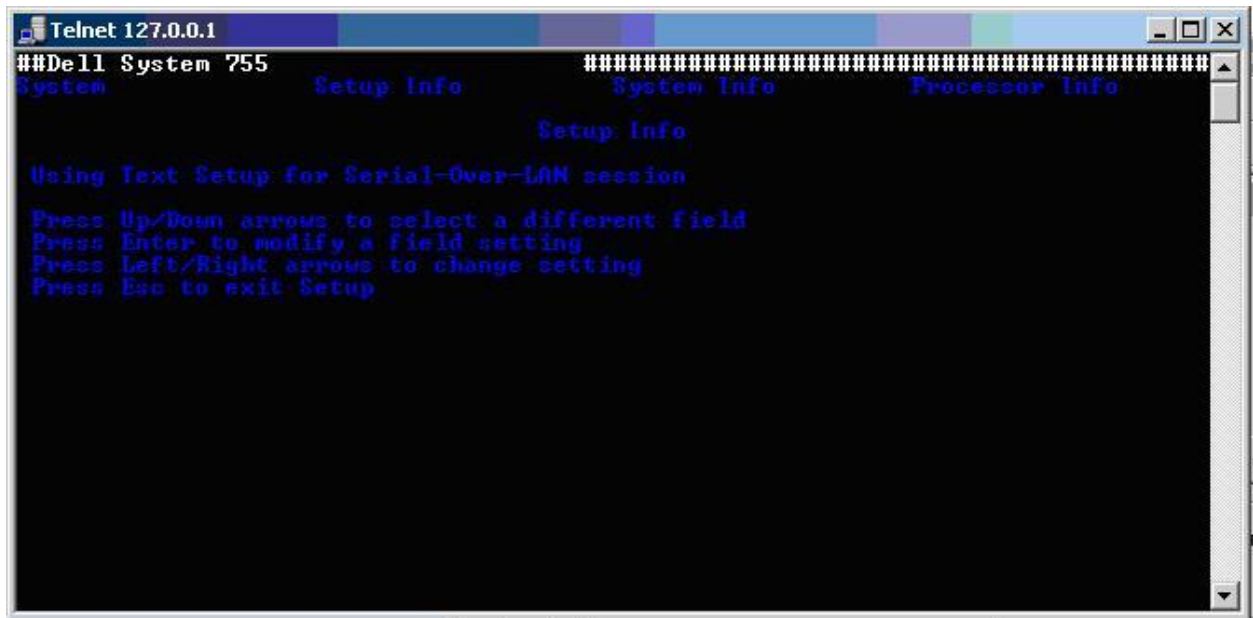 Telnet 127.0.0.1
##Dell System 755 ##########################################
System Setup Info System Info Processor Info
Setup Info
Using Text Setup for Serial-Over-LAN session
Press Up/Down arrows to select a different field
Press Enter to modify a field setting
Press Left/Right arrows to change setting
Press Esc to exit Setup